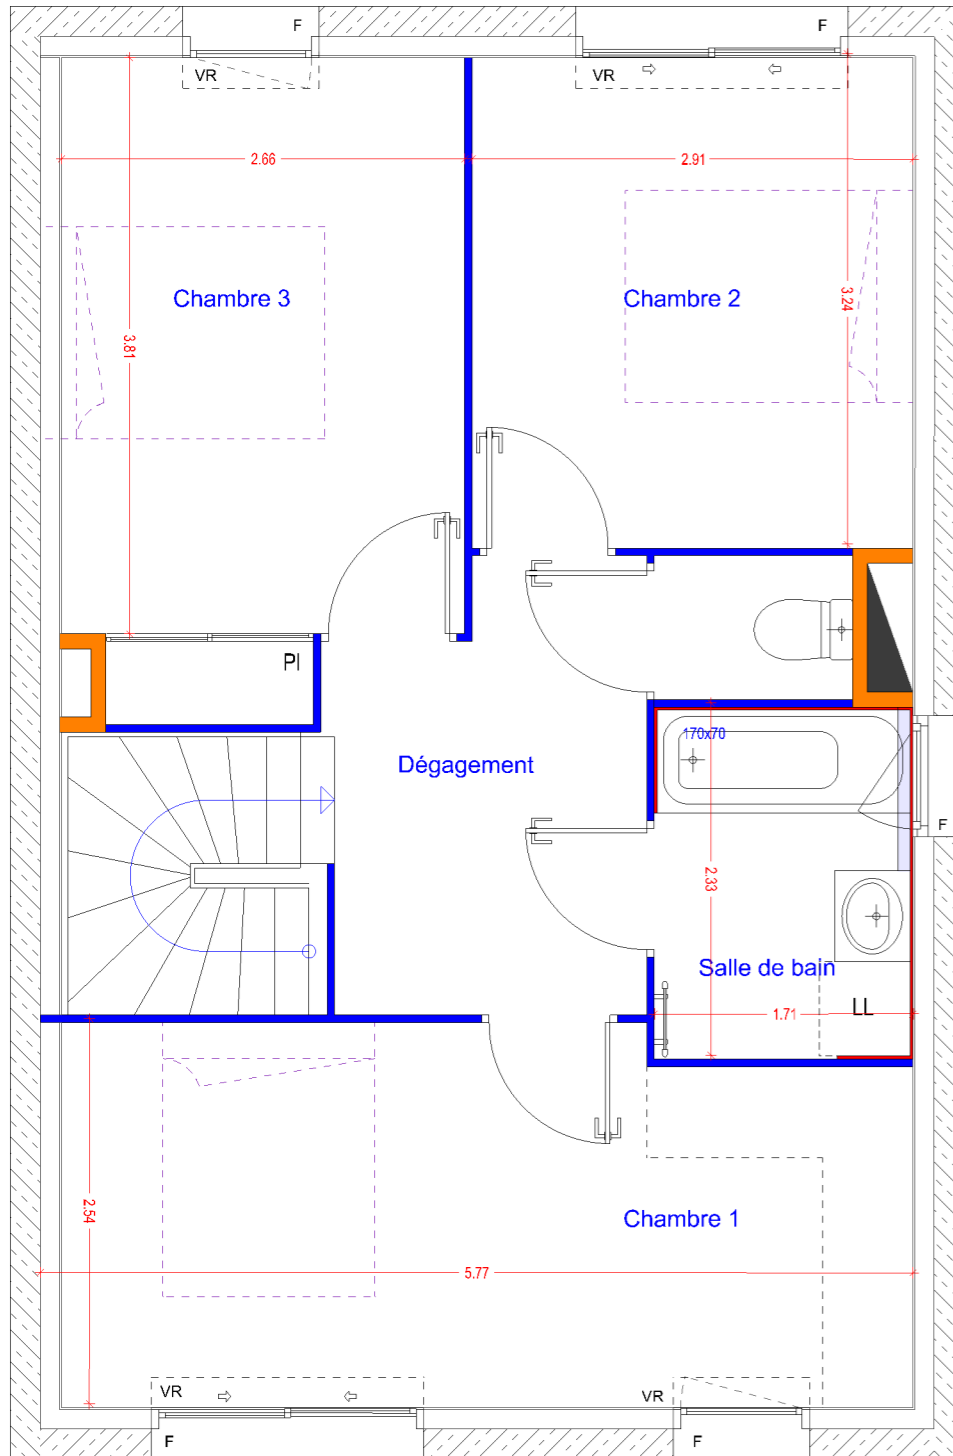 F
F
VR
VR
2.66
2.91
Chambre 3
Chambre 2
3.24
3.81
Pl
170x70
Dégagement
F
2.33
Salle de bain
LL
1.71
2.54
Chambre 1
5.77
VR
VR
F
F